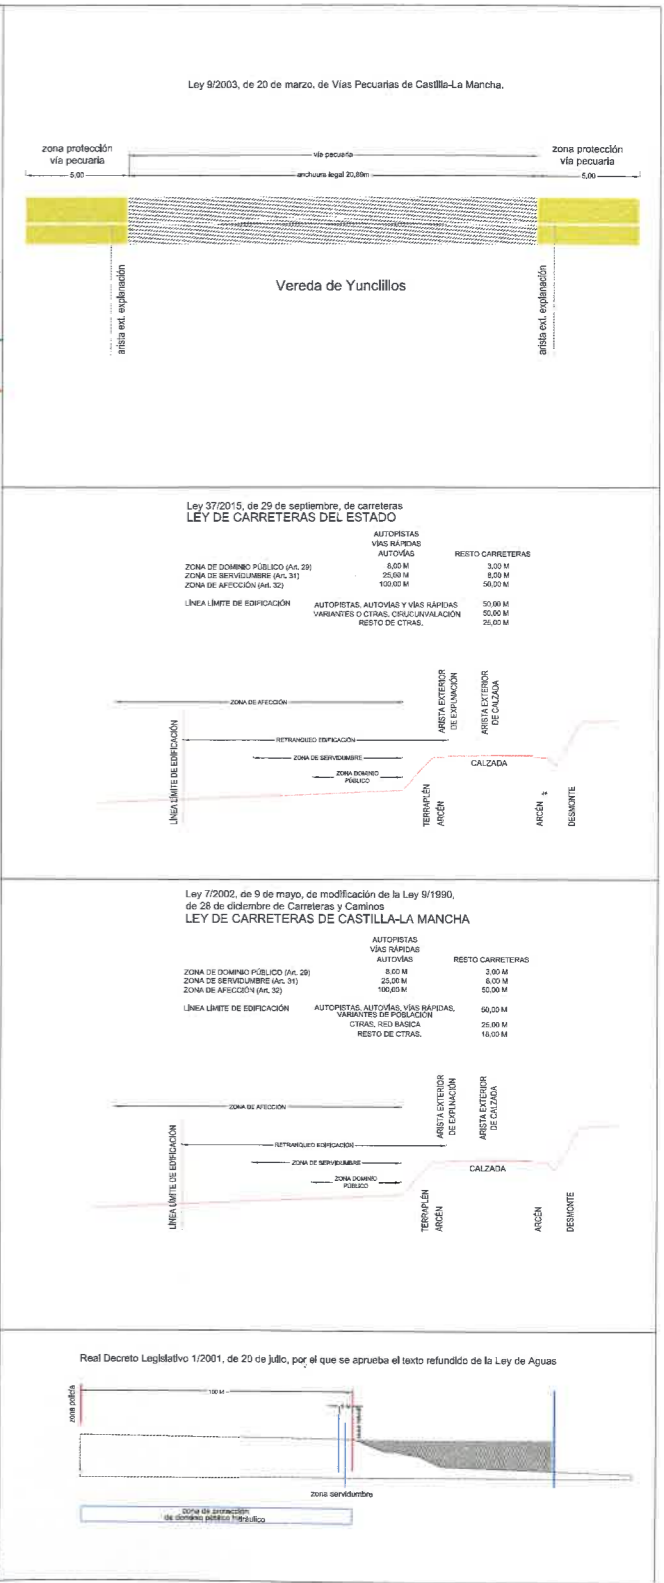 Ley 9/2003, de 20 de marzo, de Vías Pecuarias de Castilla-La Mancha.
zona protección
vía pecuaria
vía pecuaria
zona protección
vía pecuaria
5,00
anchura legal 20,89m
5,00
arista ext. explanación
Vereda de Yunclillos
arista ext. explanación
Ley 37/2015, de 29 de septiembre, de carreteras
LEY DE CARRETERAS DEL ESTADO
AUTOPISTAS
VÍAS RÁPIDAS
AUTOVÍAS RESTO CARRETERAS
ZONA DE DOMINIO PÚBLICO (Art. 29) 8,00 M 3,00 M
ZONA DE SERVIDUMBRE (Art. 31) 25,00 M 8,00 M
ZONA DE AFECCIÓN (Art. 32) 100,00 M 50,00 M
LÍNEA LÍMITE DE EDIFICACIÓN AUTOPISTAS, AUTOVÍAS Y VÍAS RÁPIDAS 50,00 M
VARIANTES O CTRAS. CIRUCUNVALACIÓN 50,00 M
RESTO DE CTRAS. 25,00 M
ZONA DE AFECCIÓN
ARISTA EXTERIOR
DE EXPLNACIÓN
ARISTA EXTERIOR
DE CALZADA
LÍNEA LÍMITE DE EDIFICACIÓN
RETRANQUEO EDIFICACIÓN
ZONA DE SERVIDUMBRE
CALZADA
ZONA DOMINIO
PÚBLICO
TERRAPLÉN
ARCÉN
ARCÉN
DESMONTE
Ley 7/2002, de 9 de mayo, de modificación de la Ley 9/1990,
de 28 de diciembre de Carreteras y Caminos
LEY DE CARRETERAS DE CASTILLA-LA MANCHA
AUTOPISTAS
VÍAS RÁPIDAS
AUTOVÍAS RESTO CARRETERAS
ZONA DE DOMINIO PÚBLICO (Art. 29) 8,00 M 3,00 M
ZONA DE SERVIDUMBRE (Art. 31) 25,00 M 8,00 M
ZONA DE AFECCIÓN (Art. 32) 100,00 M 50,00 M
LÍNEA LÍMITE DE EDIFICACIÓN AUTOPISTAS, AUTOVÍAS, VÍAS RÁPIDAS, 50,00 M
VARIANTES DE POBLACIÓN
CTRAS. RED BASICA 25,00 M
RESTO DE CTRAS. 18,00 M
ZONA DE AFECCIÓN
ARISTA EXTERIOR
DE EXPLNACIÓN
ARISTA EXTERIOR
DE CALZADA
LÍNEA LÍMITE DE EDIFICACIÓN
RETRANQUEO EDIFICACIÓN
ZONA DE SERVIDUMBRE
CALZADA
ZONA DOMINIO
PÚBLICO
TERRAPLÉN
ARCÉN
ARCÉN
DESMONTE
Real Decreto Legislativo 1/2001, de 20 de julio, por el que se aprueba el texto refundido de la Ley de Aguas
zona policía
100 M
zona servidumbre
zona de protección
de dominio público hidráulico